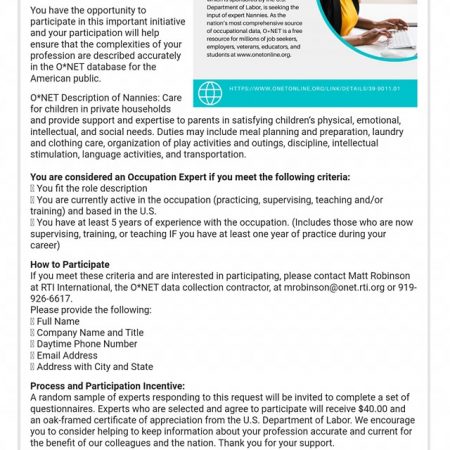 Department of Labor, is seeking the
input of expert Nannies. As the
nation's most comprehensive source
of occupational data, O*NET is a free
resource for millions of job seekers,
employers, veterans, educators, and
students at www.onetonline.org.
HTTPS://WWW.ONETONLINE.ORG/LINK/DETAILS/39-9011.01
You have the opportunity to
participate in this important initiative
and your participation will help
ensure that the complexities of your
profession are described accurately
in the O*NET database for the
American public.
O*NET Description of Nannies: Care
for children in private households
and provide support and expertise to parents in satisfying children's physical, emotional,
intellectual, and social needs. Duties may include meal planning and preparation, laundry
and clothing care, organization of play activities and outings, discipline, intellectual
stimulation, language activities, and transportation.
You are considered an Occupation Expert if you meet the following criteria:
You fit the role description
You are currently active in the occupation (practicing, supervising, teaching and/or
training) and based in the U.S.
You have at least 5 years of experience with the occupation. (Includes those who are now
supervising, training, or teaching IF you have at least one year of practice during your
career)
How to Participate
If you meet these criteria and are interested in participating, please contact Matt Robinson
at RTI International, the O*NET data collection contractor, at mrobinson@onet.rti.org or 919-
926-6617.
Please provide the following:
Full Name
Company Name and Title
Daytime Phone Number
Email Address
Address with City and State
Process and Participation Incentive:
A random sample of experts responding to this request will be invited to complete a set of
questionnaires. Experts who are selected and agree to participate will receive $40.00 and
an oak-framed certificate of appreciation from the U.S. Department of Labor. We encourage
you to consider helping to keep information about your profession accurate and current for
the benefit of our colleagues and the nation. Thank you for your support.